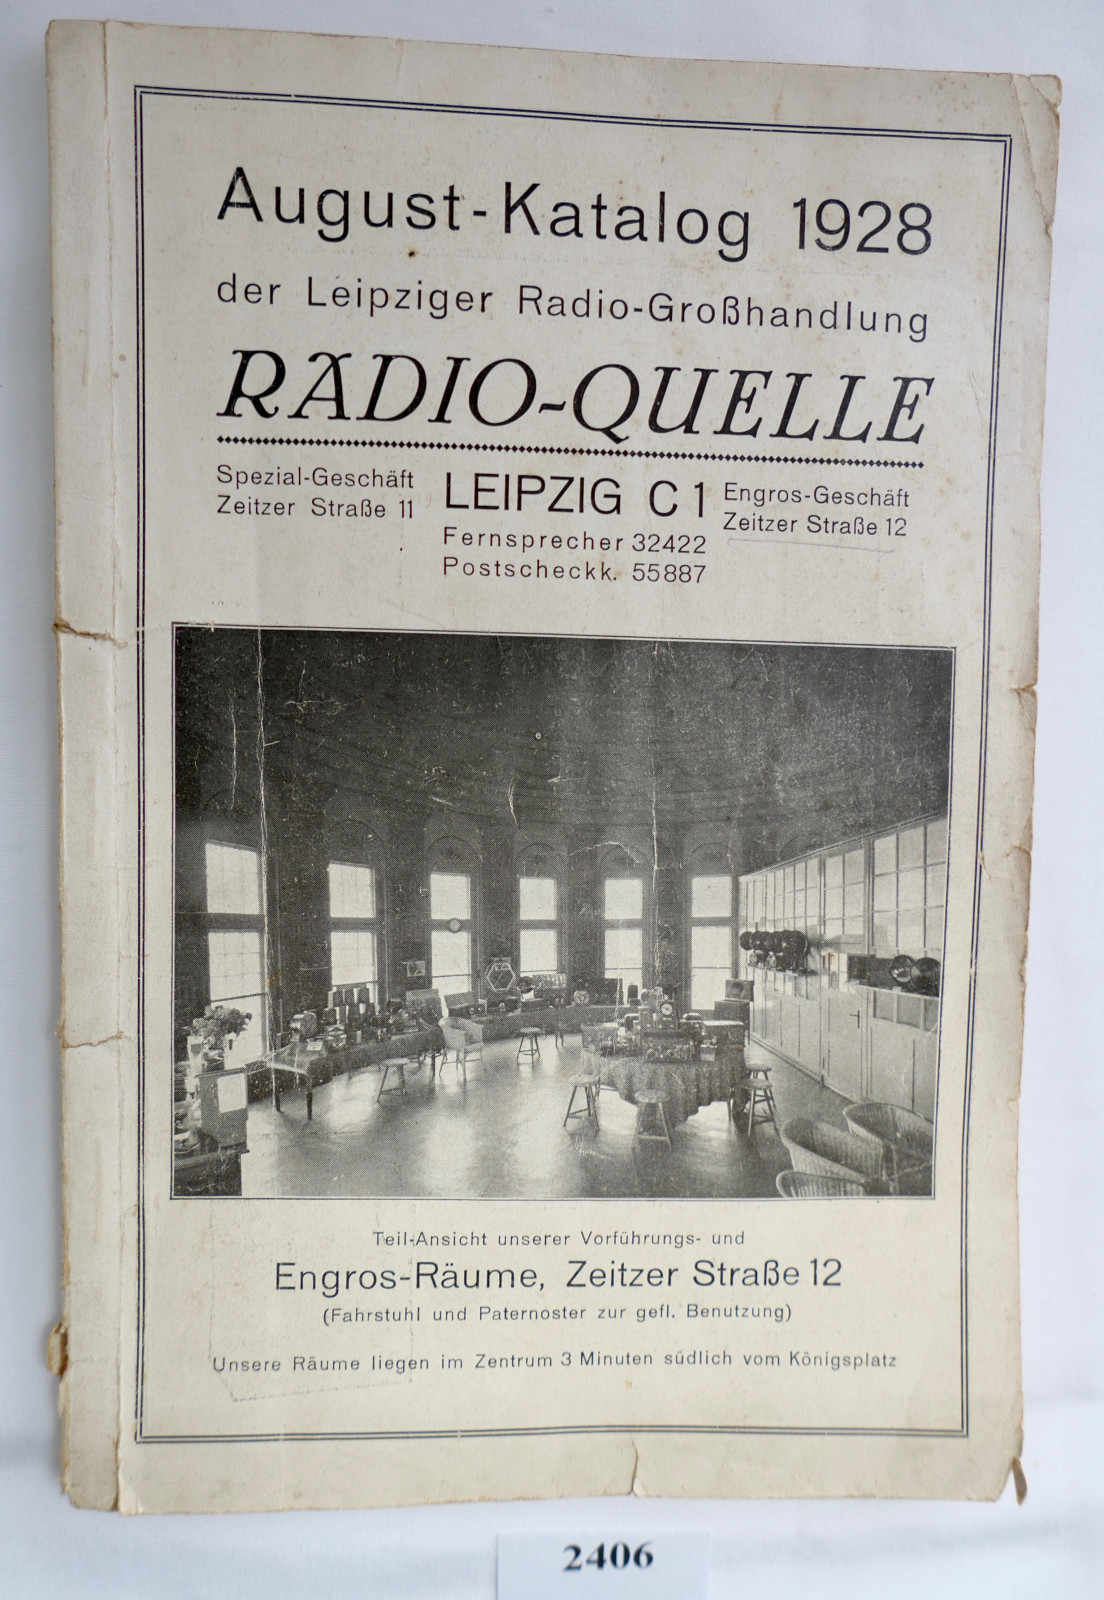 August-Katalog 1928
der Leipziger Radio-Großhandlung
RADIO-QUELLE
Spezial-Geschäft
Zeitzer Straße 11
LEIPZIG C 1
Fernsprecher 32422
Postscheckk. 55887
Engros-Geschäft
Zeitzer Straße 12
Teil-Ansicht unserer Vorführungs- und
Engros-Räume, Zeitzer Straße 12
(Fahrstuhl und Paternoster zur gefl. Benutzung)
Unsere Räume liegen im Zentrum 3 Minuten südlich vom Königsplatz
2406